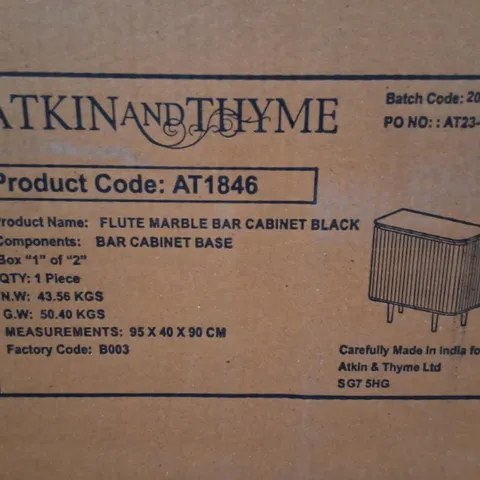 ATKIN AND THYME
Batch Code: 20
PO NO: : AT23-
Product Code: AT1846
Product Name: FLUTE MARBLE BAR CABINET BLACK
Components: BAR CABINET BASE
Box "1" of "2"
QTY: 1 Piece
N.W: 43.56 KGS
G.W: 50.40 KGS
MEASUREMENTS: 95 X 40 X 90 CM
Factory Code: B003
Carefully Made in India fo
Atkin & Thyme Ltd
SG7 5HG